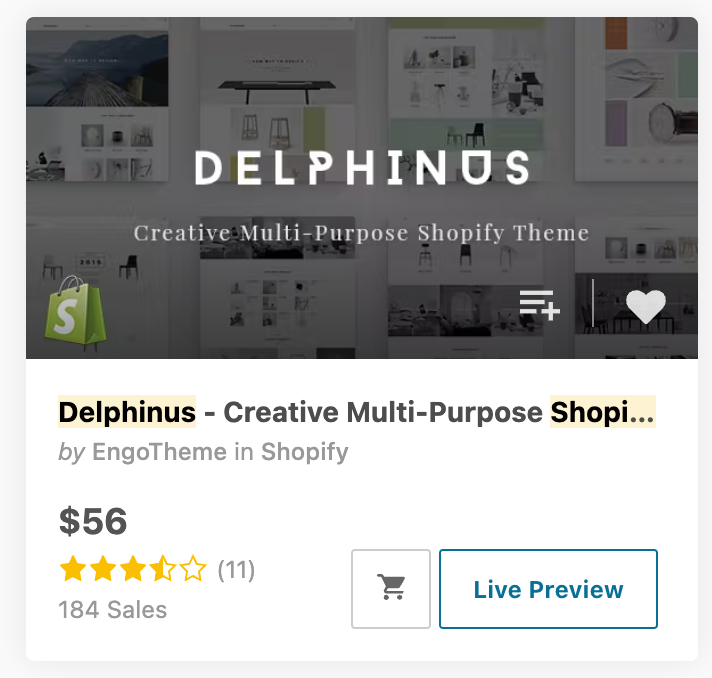 DELPHINUS
Creative Multi-Purpose Shopify Theme
2015
S
Delphinus - Creative Multi-Purpose Shopi...
by EngoTheme in Shopify
$56
(11)
184 Sales
Live Preview